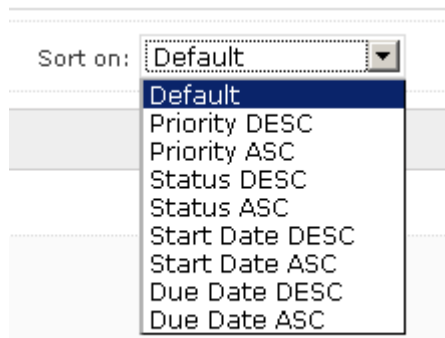 Sort on: Default
Default
Priority DESC
Priority ASC
Status DESC
Status ASC
Start Date DESC
Start Date ASC
Due Date DESC
Due Date ASC